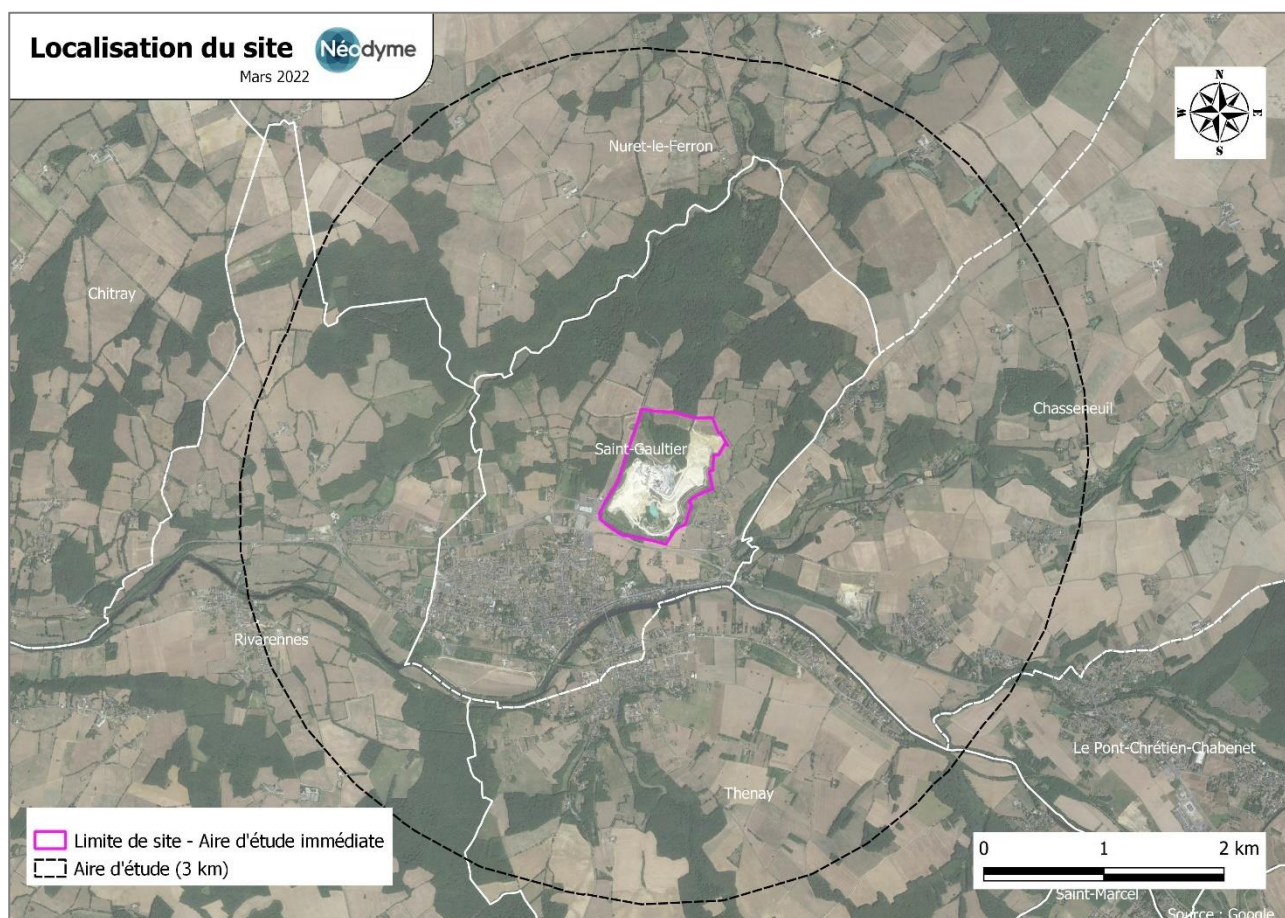 Localisation du site
Néodyme
Mars 2022
N
W
E
S
Nuret-le-Ferron
Chitray
Chasseneuil
Saint-Gaultier
Rivarennes
Le Pont-Chrétien-Chabenet
Thenay
Limite de site - Aire d'étude immédiate
Aire d'étude (3 km)
0 1 2 km
Saint-Marcel
Source : Google